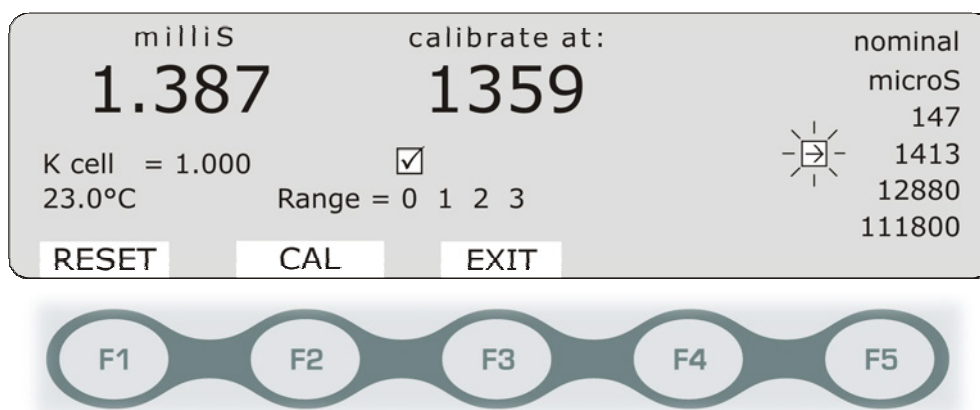 milliS calibrate at: nominal
1.387 1359 microS
147
K cell = 1.000 1413
23.0°C Range = 0 1 2 3 12880
111800
RESET CAL EXIT
F1 F2 F3 F4 F5